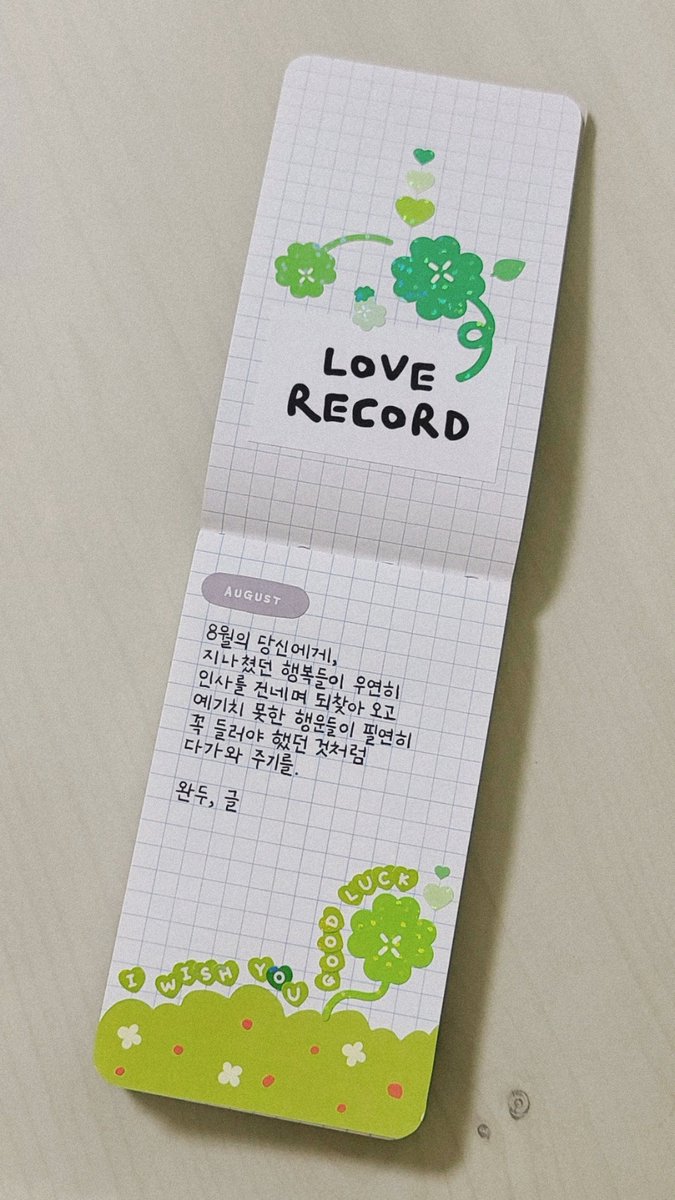 LOVE
RECORD
AUGUST
8월의 당신에게,
지나쳤던 행복들이 우연히
인사를 건네며 되찾아 오고
예기치 못한 행운들이 필연히
꼭 들러야 했던 것처럼
다가와 주기를.
완두, 글
I WISH YOU
GOOD LUCK